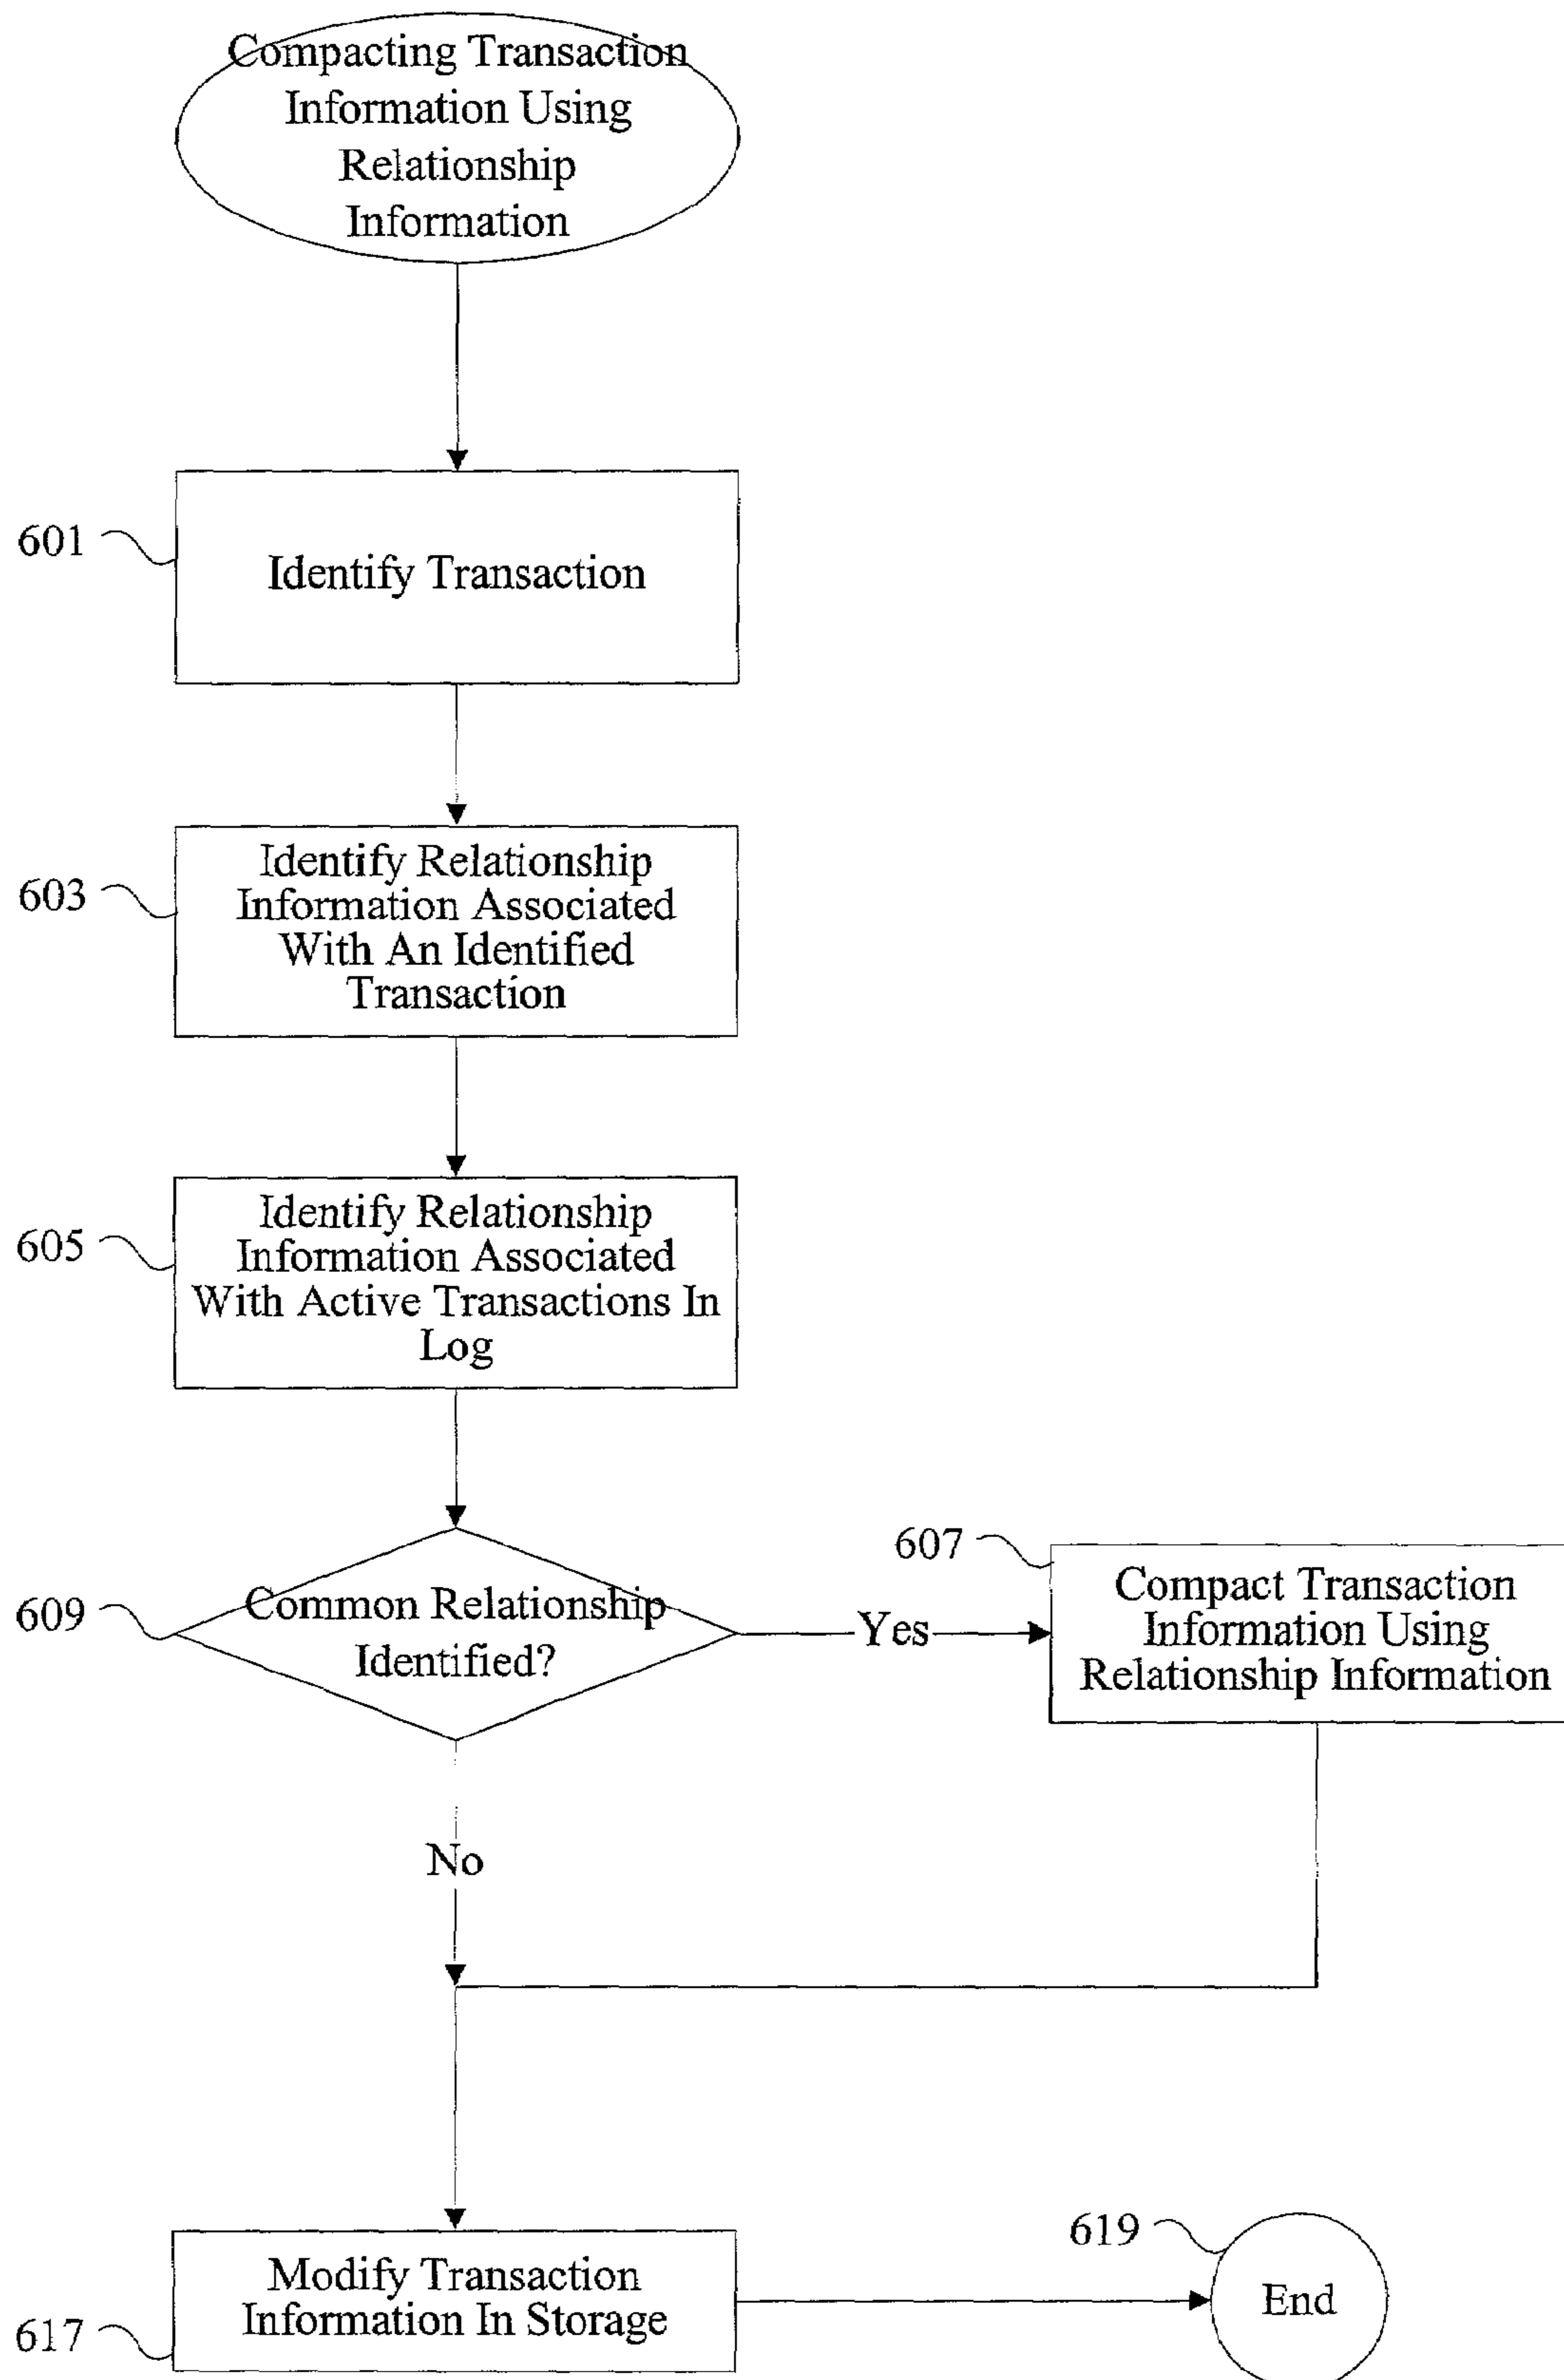 Compacting Transaction
Information Using
Relationship
Information
601
Identify Transaction
603
Identify Relationship
Information Associated
With An Identified
Transaction
605
Identify Relationship
Information Associated
With Active Transactions In
Log
609
Common Relationship
Identified?
Yes
607
Compact Transaction
Information Using
Relationship Information
No
617
Modify Transaction
Information In Storage
619
End